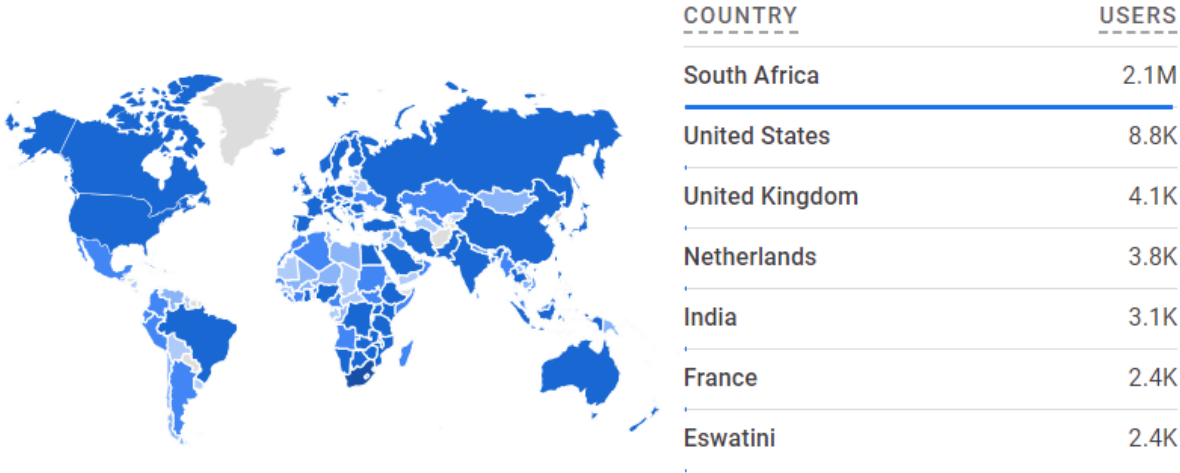 COUNTRY USERS
South Africa 2.1M
United States 8.8K
United Kingdom 4.1K
Netherlands 3.8K
India 3.1K
France 2.4K
Eswatini 2.4K